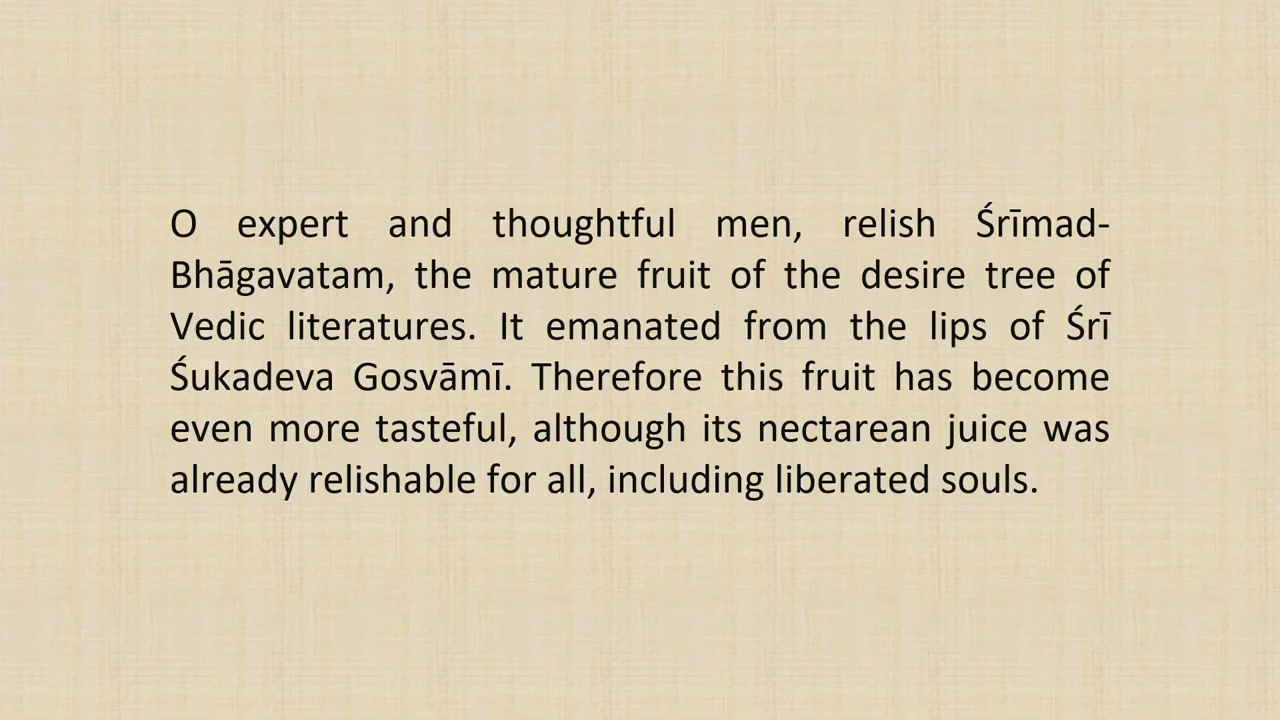 O expert and thoughtful men, relish Śrīmad-
Bhāgavatam, the mature fruit of the desire tree of
Vedic literatures. It emanated from the lips of Śrī
Śukadeva Gosvāmī. Therefore this fruit has become
even more tasteful, although its nectarean juice was
already relishable for all, including liberated souls.